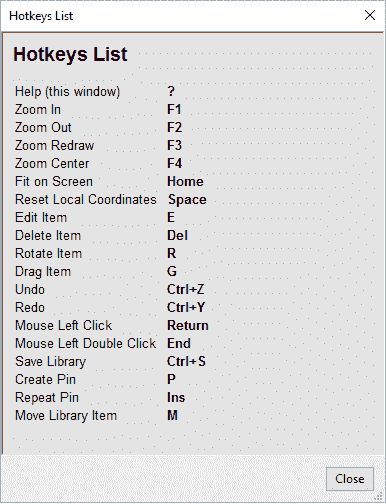 Hotkeys List
Hotkeys List
Help (this window) ?
Zoom In F1
Zoom Out F2
Zoom Redraw F3
Zoom Center F4
Fit on Screen Home
Reset Local Coordinates Space
Edit Item E
Delete Item Del
Rotate Item R
Drag Item G
Undo Ctrl+Z
Redo Ctrl+Y
Mouse Left Click Return
Mouse Left Double Click End
Save Library Ctrl+S
Create Pin P
Repeat Pin Ins
Move Library Item M
Close